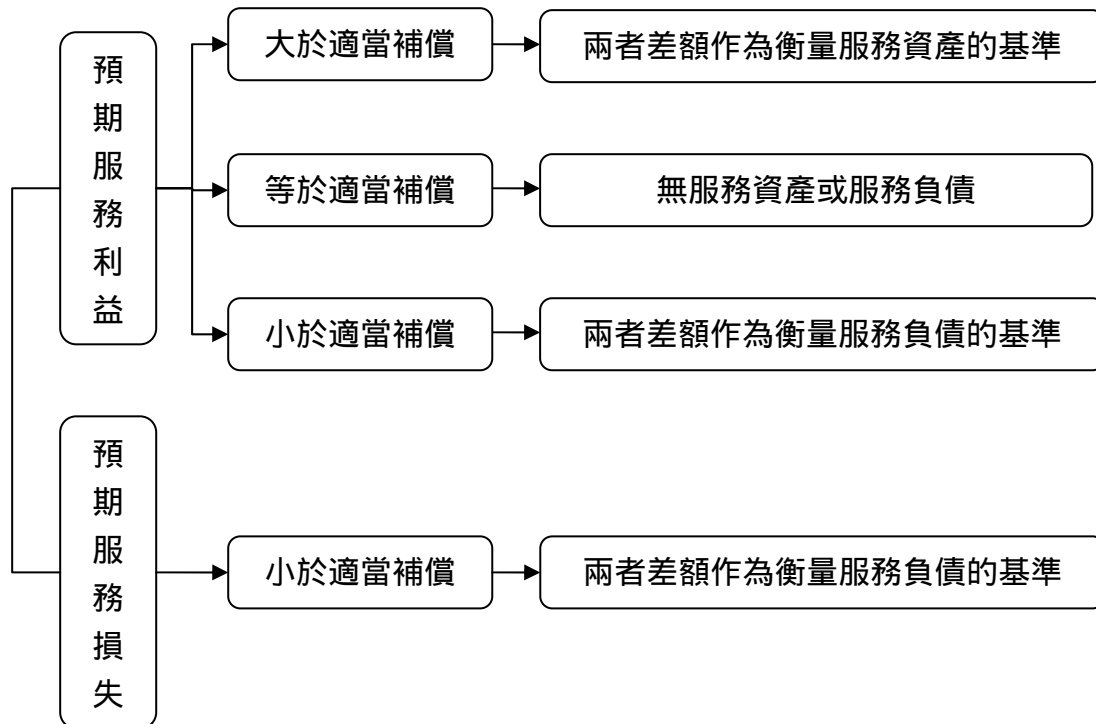 預期服務利益
大於適當補償
兩者差額作為衡量服務資產的基準
等於適當補償
無服務資產或服務負債
小於適當補償
兩者差額作為衡量服務負債的基準
預期服務損失
小於適當補償
兩者差額作為衡量服務負債的基準